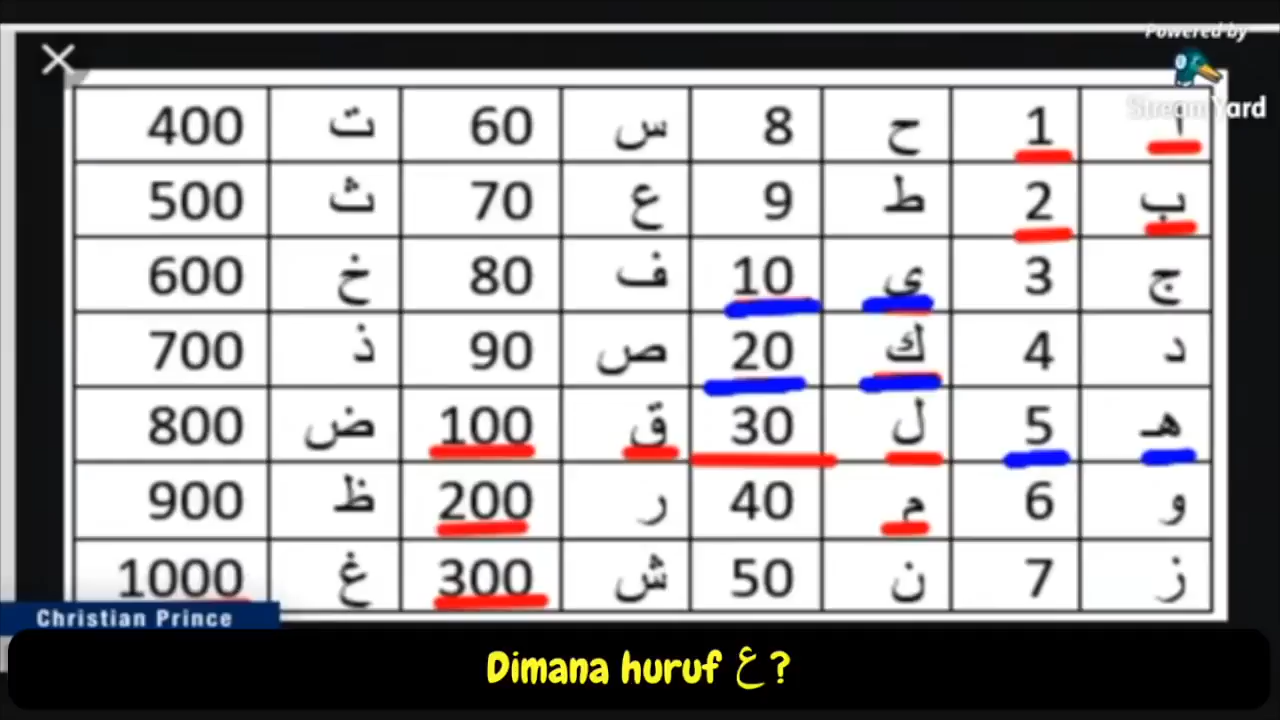 Powered by
StreamYard
ا 1 ح 8 س 60 ت 400
ب 2 ط 9 ع 70 ث 500
ج 3 ي 10 ف 80 خ 600
د 4 ك 20 ص 90 ذ 700
هـ 5 ل 30 ق 100 ض 800
و 6 م 40 ر 200 ظ 900
ز 7 ن 50 ش 300 غ 1000
Christian Prince
Dimana huruf ع?